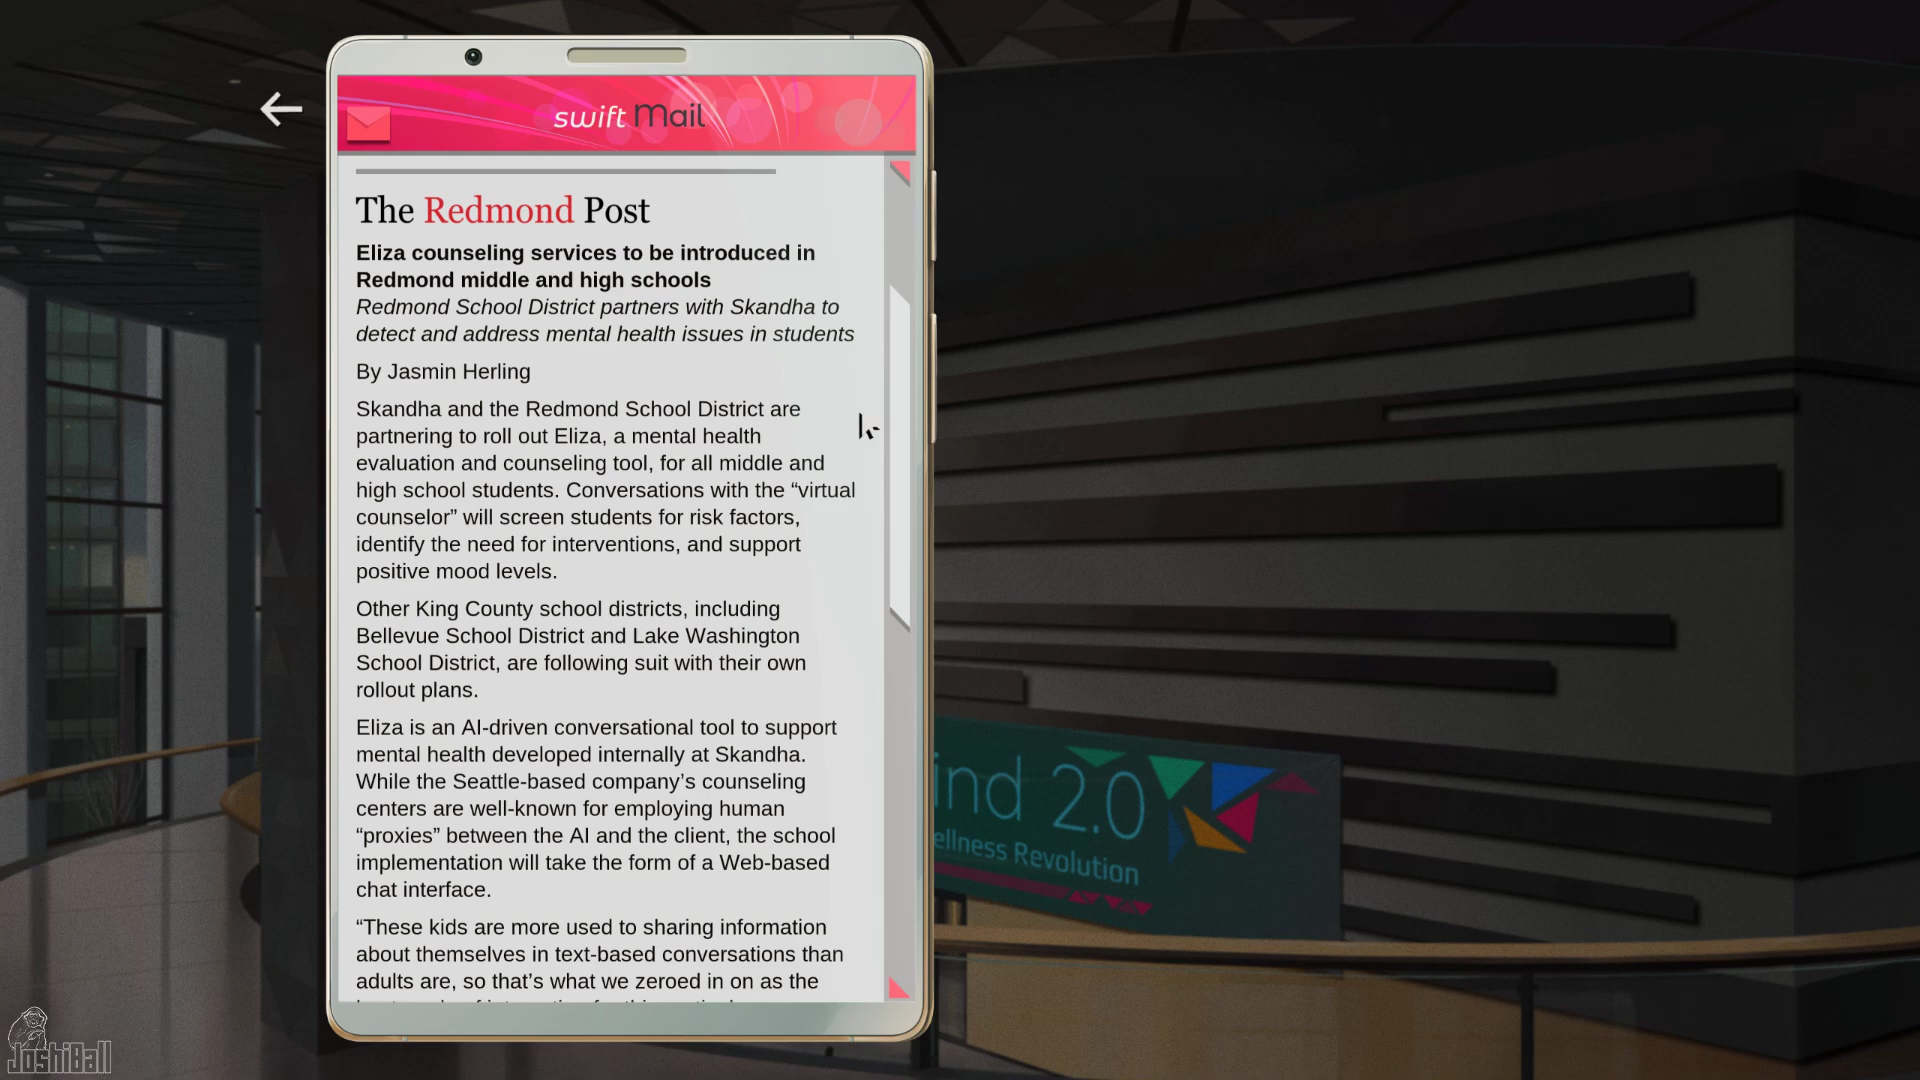 swift Mail
The Redmond Post
Eliza counseling services to be introduced in
Redmond middle and high schools
Redmond School District partners with Skandha to
detect and address mental health issues in students
By Jasmin Herling
Skandha and the Redmond School District are
partnering to roll out Eliza, a mental health
evaluation and counseling tool, for all middle and
high school students. Conversations with the “virtual
counselor” will screen students for risk factors,
identify the need for interventions, and support
positive mood levels.
Other King County school districts, including
Bellevue School District and Lake Washington
School District, are following suit with their own
rollout plans.
Eliza is an AI-driven conversational tool to support
mental health developed internally at Skandha.
While the Seattle-based company’s counseling
centers are well-known for employing human
“proxies” between the AI and the client, the school
implementation will take the form of a Web-based
chat interface.
“These kids are more used to sharing information
about themselves in text-based conversations than
adults are, so that’s what we zeroed in on as the
ind 2.0
ellness Revolution
JoshiBall